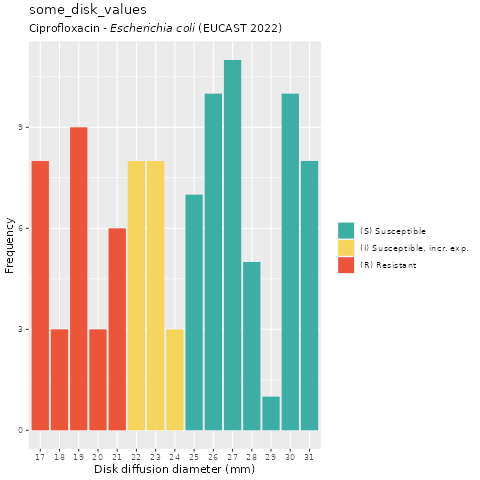 some_disk_values
Ciprofloxacin - Escherichia coli (EUCAST 2022)
Frequency
9
6
3
0
17 18 19 20 21 22 23 24 25 26 27 28 29 30 31
Disk diffusion diameter (mm)
(S) Susceptible
(I) Susceptible, incr. exp.
(R) Resistant